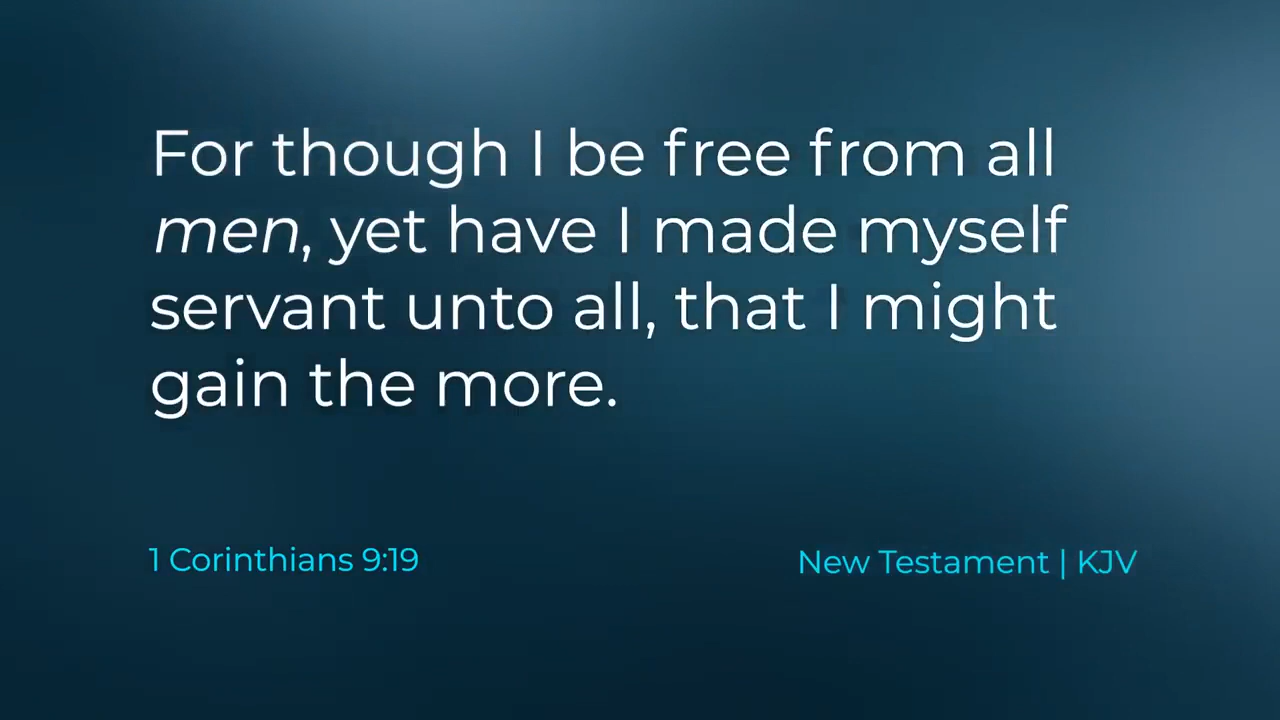 For though I be free from all
men, yet have I made myself
servant unto all, that I might
gain the more.
1 Corinthians 9:19
New Testament | KJV